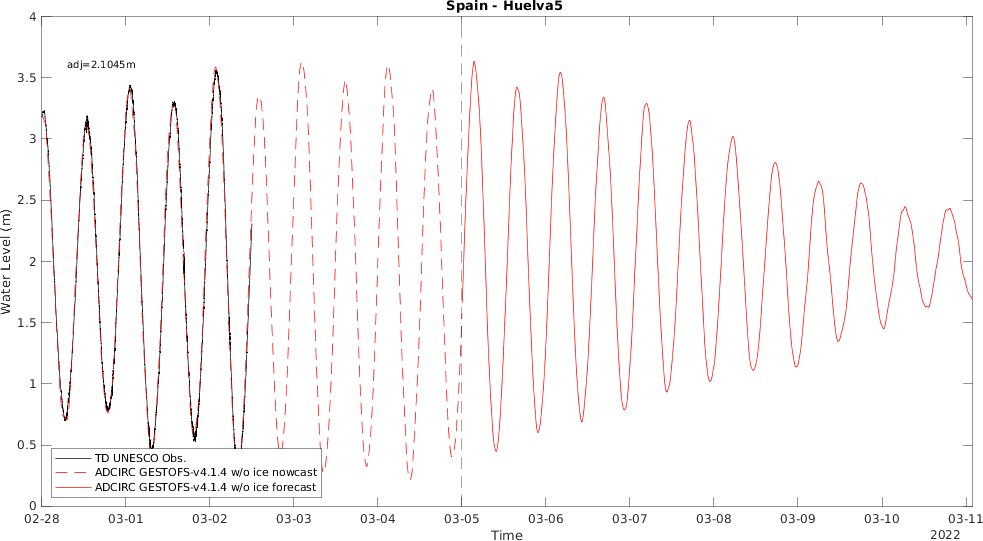 Spain - Huelva5
4
3.5
3
2.5
2
1.5
1
0.5
0
Water Level (m)
adj=2.1045m
TD UNESCO Obs.
ADCIRC GESTOFS-v4.1.4 w/o ice nowcast
ADCIRC GESTOFS-v4.1.4 w/o ice forecast
02-28 03-01 03-02 03-03 03-04 03-05 03-06 03-07 03-08 03-09 03-10 03-11
Time
2022